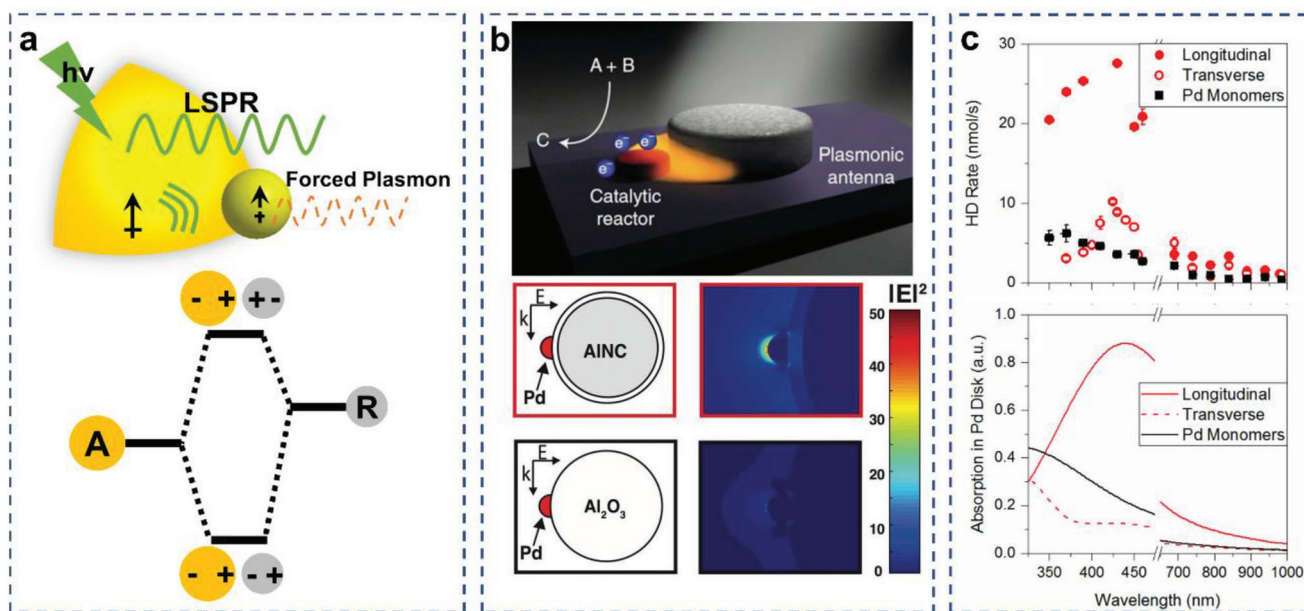 a
hν
LSPR
Forced Plasmon
+
- + + -
A
R
- + - +
b
A + B
C
e⁻ e⁻
e⁻
Catalytic
reactor
Plasmonic
antenna
E
k
AlNC
Pd
|E|²
50
40
30
20
10
0
E
k
Al₂O₃
Pd
c
HD Rate (nmol/s)
30
20
10
0
Longitudinal
Transverse
Pd Monomers
Absorption in Pd Disk (a.u.)
1.0
0.8
0.6
0.4
0.2
0.0
Longitudinal
Transverse
Pd Monomers
350 400 450 700 800 900 1000
Wavelength (nm)